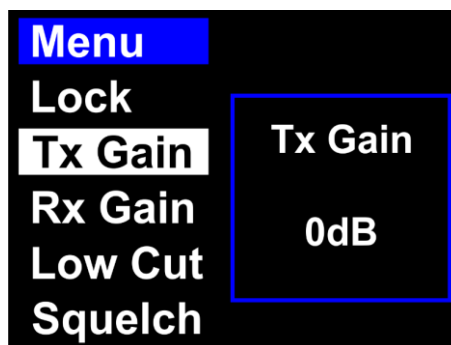 Menu
Lock
Tx Gain
Rx Gain
Low Cut
Squelch
Tx Gain
0dB